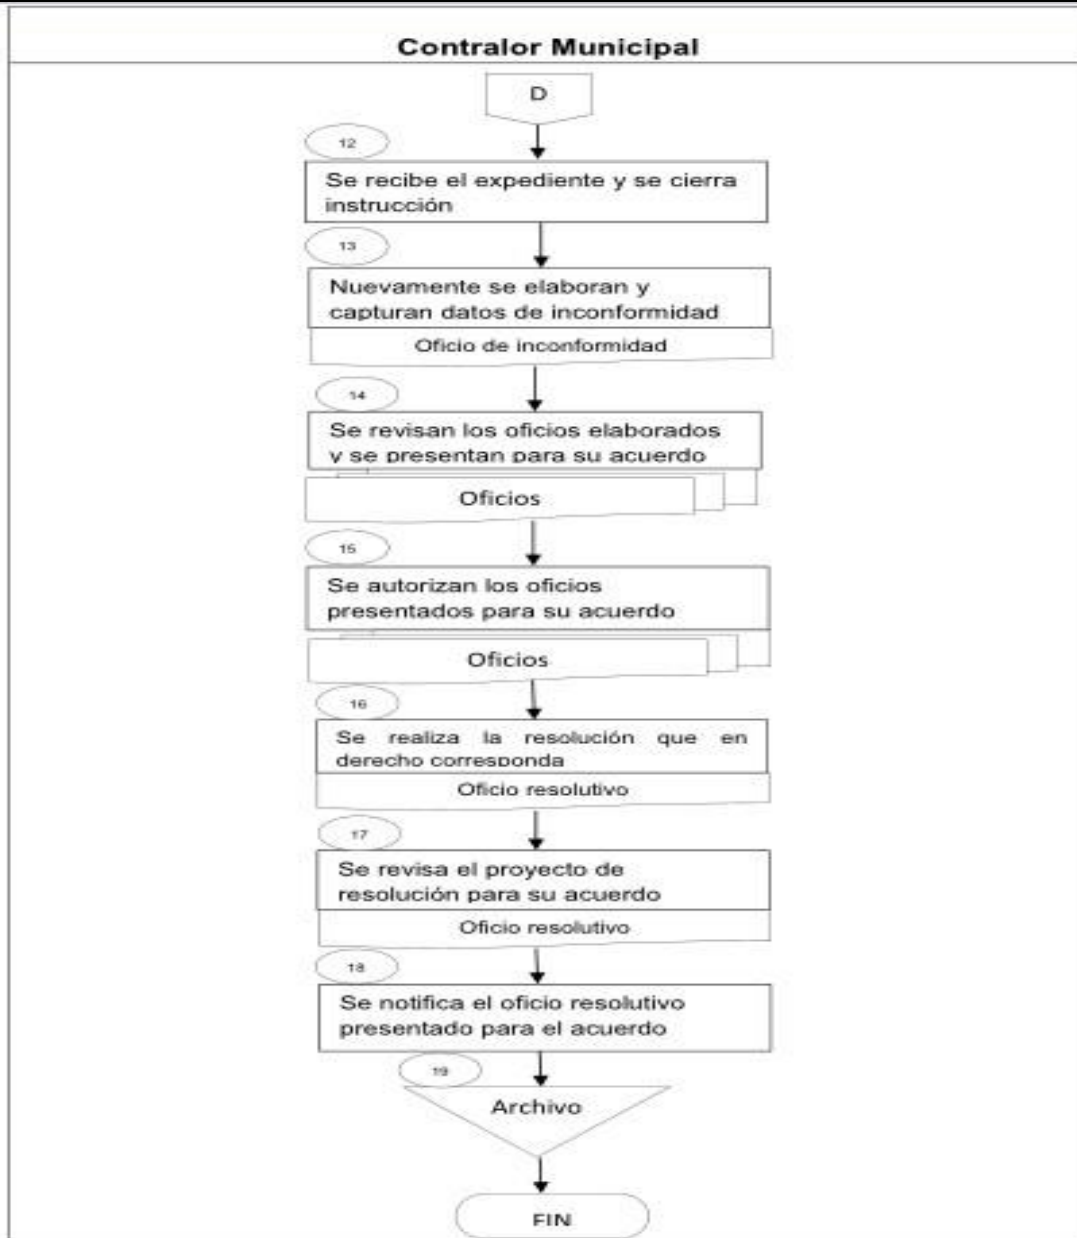 Contralor Municipal
D
12
Se recibe el expediente y se cierra
instrucción
13
Nuevamente se elaboran y
capturan datos de inconformidad
Oficio de inconformidad
14
Se revisan los oficios elaborados
y se presentan para su acuerdo
Oficios
15
Se autorizan los oficios
presentados para su acuerdo
Oficios
16
Se realiza la resolución que en
derecho corresponda
Oficio resolutivo
17
Se revisa el proyecto de
resolución para su acuerdo
Oficio resolutivo
18
Se notifica el oficio resolutivo
presentado para el acuerdo
19
Archivo
FIN